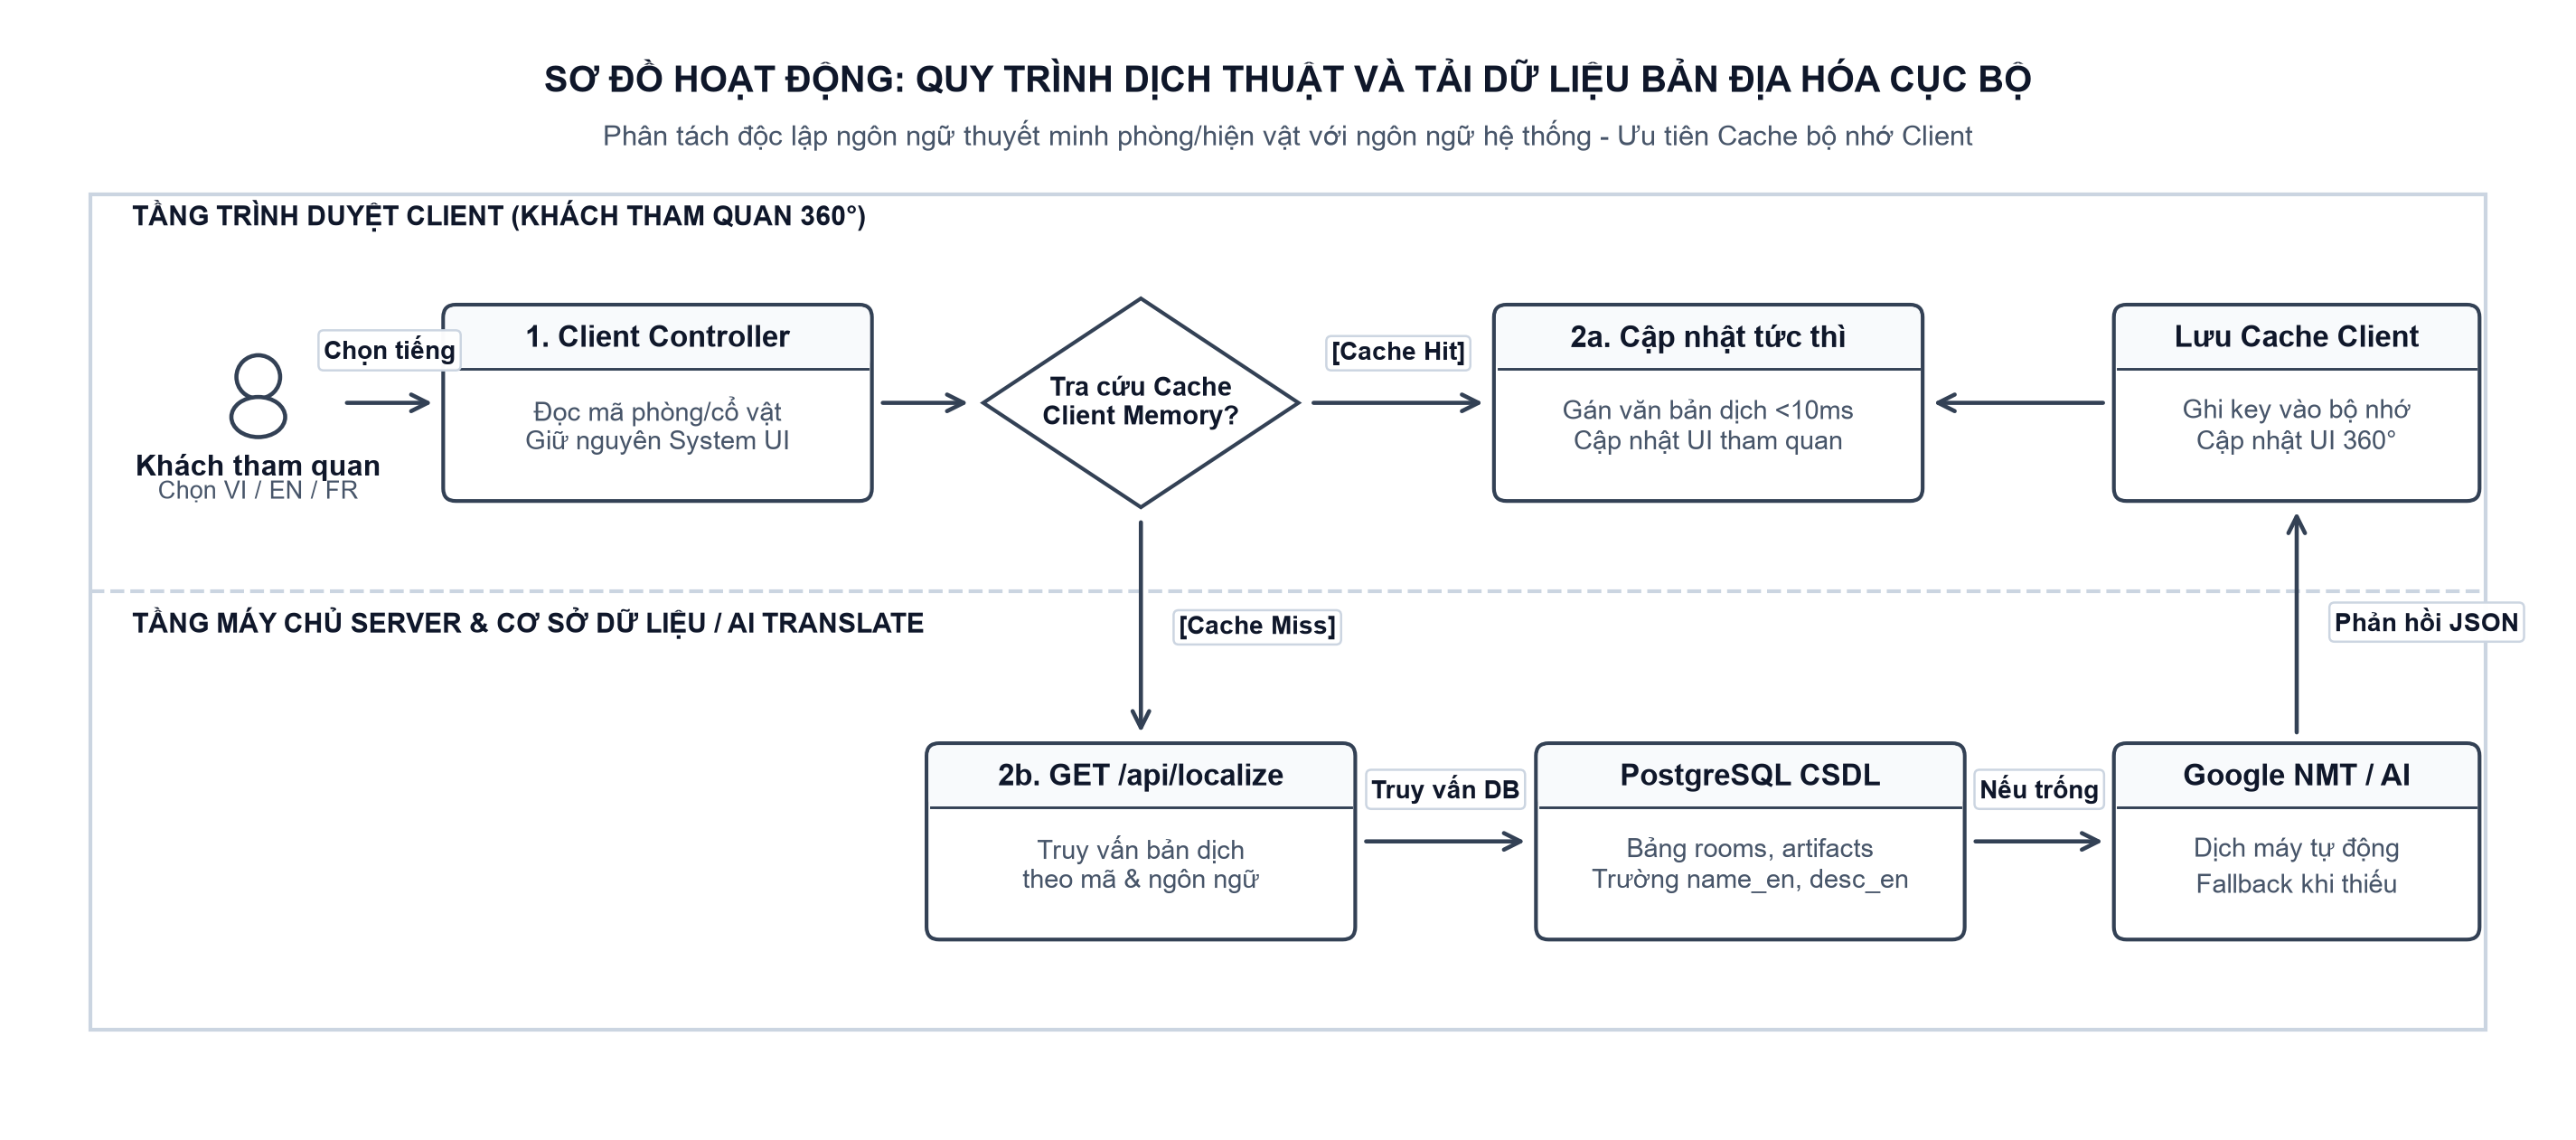 SƠ ĐỒ HOẠT ĐỘNG: QUY TRÌNH DỊCH THUẬT VÀ TẢI DỮ LIỆU BẢN ĐỊA HÓA CỤC BỘ
Phân tách độc lập ngôn ngữ thuyết minh phòng/hiện vật với ngôn ngữ hệ thống - Ưu tiên Cache bộ nhớ Client
TẦNG TRÌNH DUYỆT CLIENT (KHÁCH THAM QUAN 360°)
Khách tham quan
Chọn VI / EN / FR
Chọn tiếng
1. Client Controller
Đọc mã phòng/cổ vật
Giữ nguyên System UI
Tra cứu Cache
Client Memory?
[Cache Hit]
2a. Cập nhật tức thì
Gán văn bản dịch <10ms
Cập nhật UI tham quan
Lưu Cache Client
Ghi key vào bộ nhớ
Cập nhật UI 360°
TẦNG MÁY CHỦ SERVER & CƠ SỞ DỮ LIỆU / AI TRANSLATE
[Cache Miss]
Phản hồi JSON
2b. GET /api/localize
Truy vấn bản dịch
theo mã & ngôn ngữ
Truy vấn DB
PostgreSQL CSDL
Bảng rooms, artifacts
Trường name_en, desc_en
Nếu trống
Google NMT / AI
Dịch máy tự động
Fallback khi thiếu